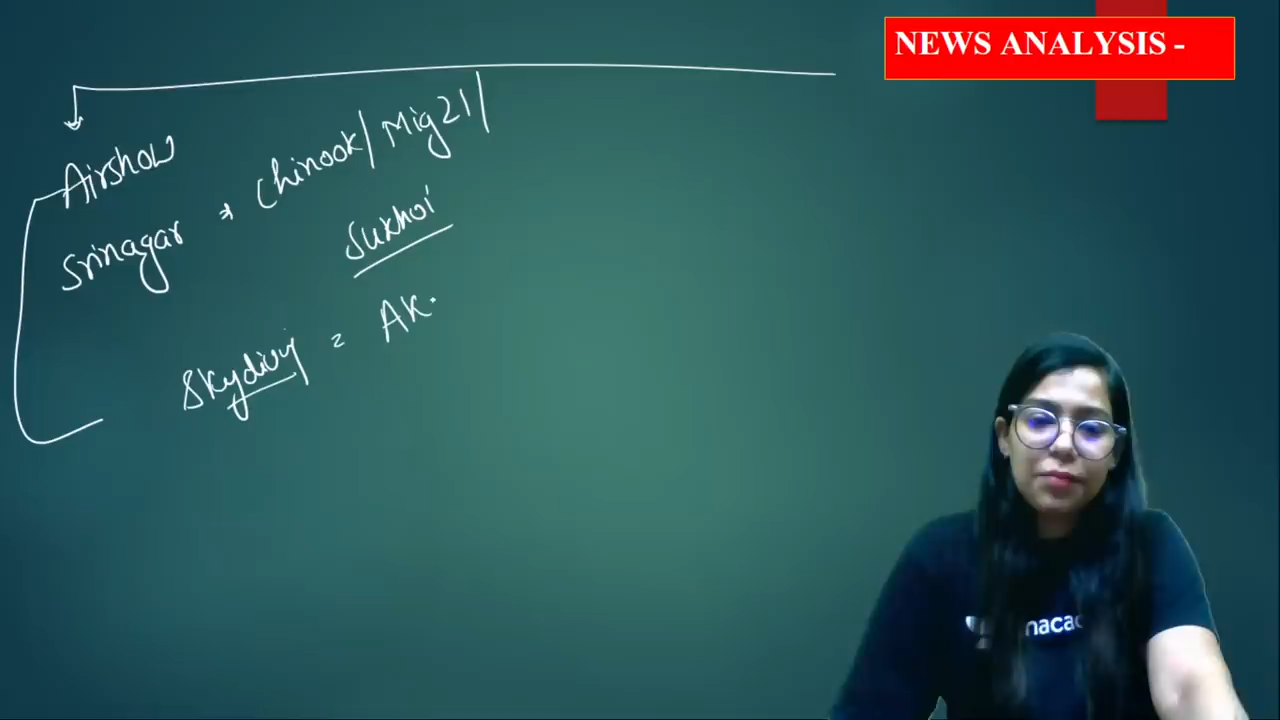 NEWS ANALYSIS -
Airshow
Srinagar * Chinook/ Mig21/
Sukhoi
Skydiving = AK.
nacad